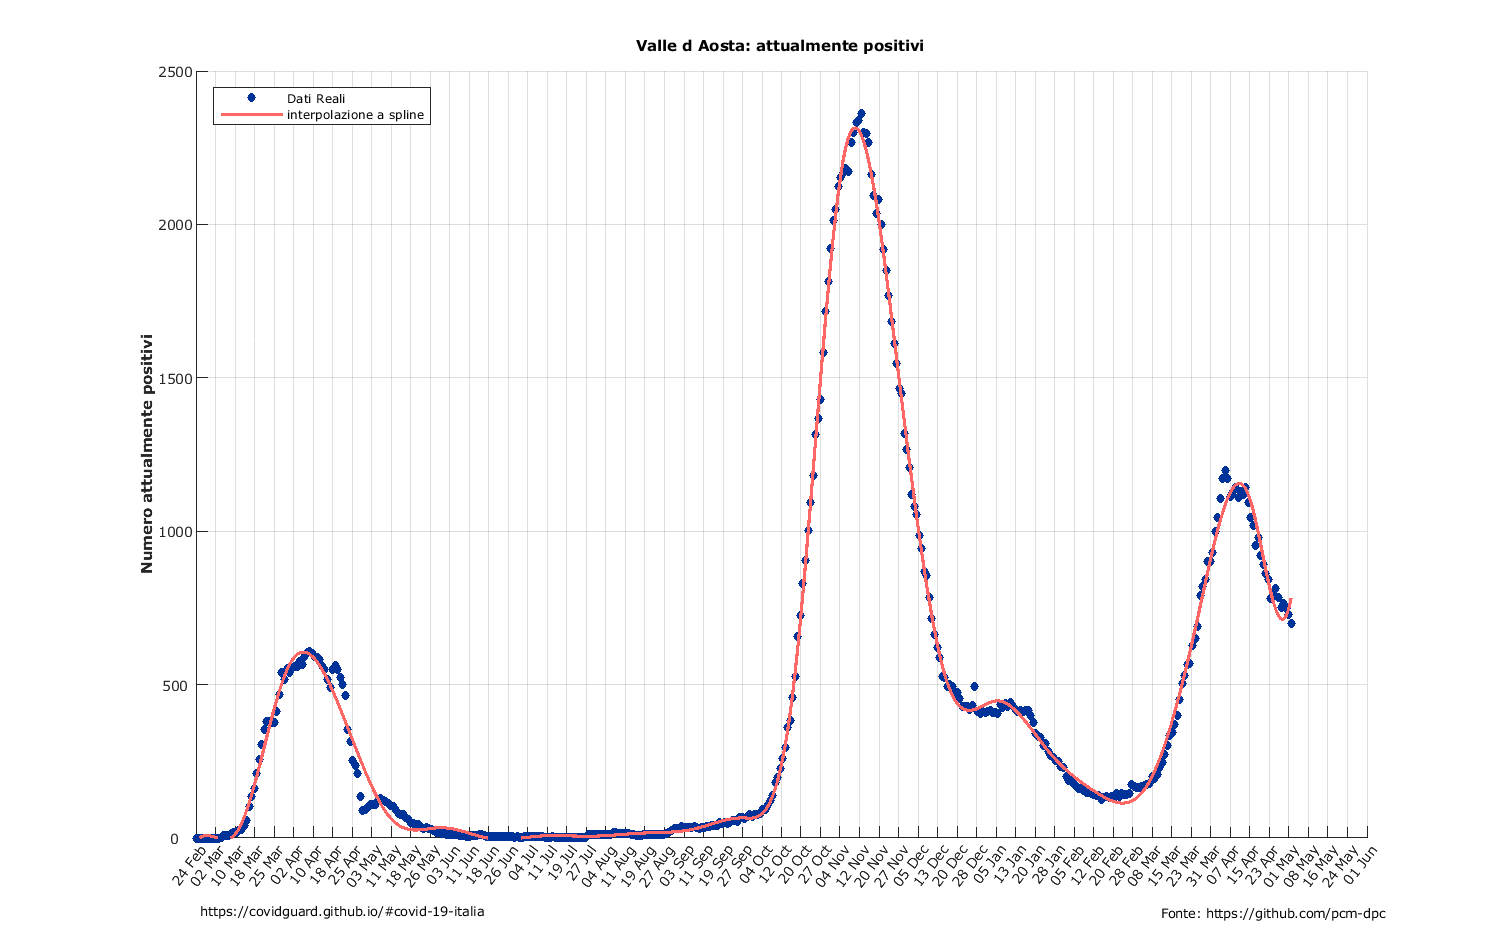 Valle d Aosta: attualmente positivi
2500
Dati Reali
interpolazione a spline
2000
1500
1000
500
0
Numero attualmente positivi
24 Feb
02 Mar
10 Mar
18 Mar
25 Mar
02 Apr
10 Apr
18 Apr
25 Apr
03 May
11 May
18 May
26 May
03 Jun
11 Jun
18 Jun
26 Jun
04 Jul
11 Jul
19 Jul
27 Jul
04 Aug
11 Aug
19 Aug
27 Aug
03 Sep
11 Sep
19 Sep
27 Sep
04 Oct
12 Oct
20 Oct
27 Oct
04 Nov
12 Nov
20 Nov
27 Nov
05 Dec
13 Dec
20 Dec
28 Dec
05 Jan
13 Jan
20 Jan
28 Jan
05 Feb
12 Feb
20 Feb
28 Feb
08 Mar
15 Mar
23 Mar
31 Mar
07 Apr
15 Apr
23 Apr
01 May
08 May
16 May
24 May
01 Jun
https://covidguard.github.io/#covid-19-italia
Fonte: https://github.com/pcm-dpc